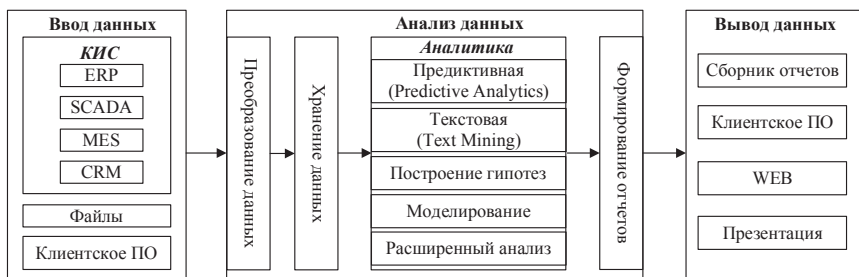 Ввод данных
КИС
ERP
SCADA
MES
CRM
Файлы
Клиентское ПО
Анализ данных
Преобразование данных
Хранение данных
Аналитика
Предиктивная
(Predictive Analytics)
Текстовая
(Text Mining)
Построение гипотез
Моделирование
Расширенный анализ
Формирование отчетов
Вывод данных
Сборник отчетов
Клиентское ПО
WEB
Презентация